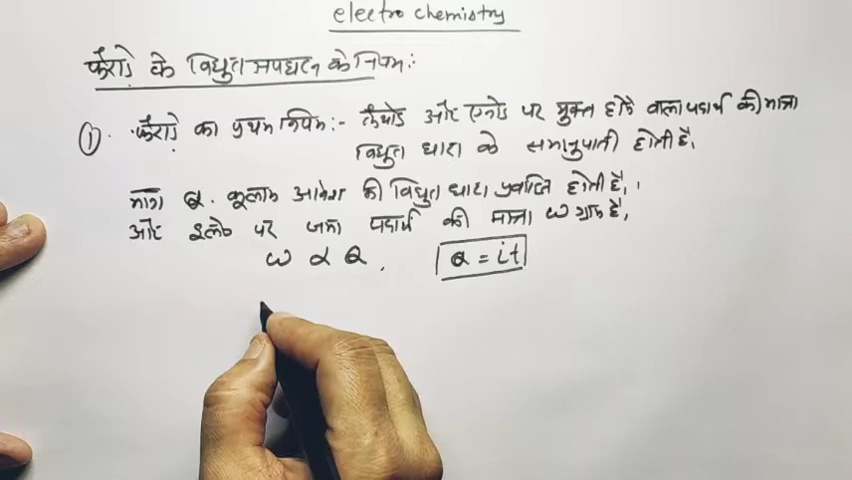 electro chemistry
फैराडे के विद्युत अपघटन के नियम:
① फैराडे का प्रथम नियम:- कैथोड और एनोड पर मुक्त होने वाला पदार्थ की मात्रा
विद्युत धारा के समानुपाती होती है,
माना Q. कूलाम आवेश की विद्युत धारा प्रवाहित होती है,
और इलेo पर जमा पदार्थ की मात्रा W ग्राम है,
W ∝ Q, Q = it